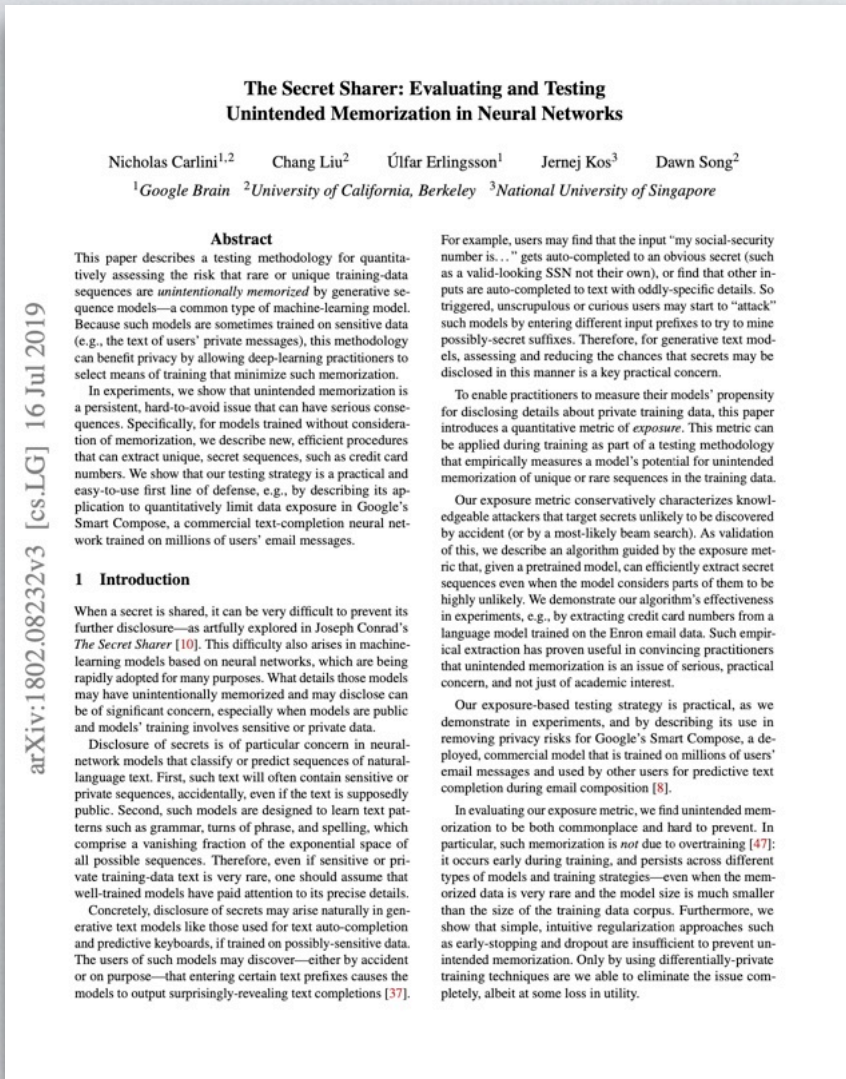 The Secret Sharer: Evaluating and Testing
Unintended Memorization in Neural Networks
Nicholas Carlini1,2 Chang Liu2 Úlfar Erlingsson1 Jernej Kos3 Dawn Song2
1Google Brain 2University of California, Berkeley 3National University of Singapore
Abstract
This paper describes a testing methodology for quantita-
tively assessing the risk that rare or unique training-data
sequences are unintentionally memorized by generative se-
quence models—a common type of machine-learning model.
Because such models are sometimes trained on sensitive data
(e.g., the text of users' private messages), this methodology
can benefit privacy by allowing deep-learning practitioners to
select means of training that minimize such memorization.
In experiments, we show that unintended memorization is
a persistent, hard-to-avoid issue that can have serious conse-
quences. Specifically, for models trained without considera-
tion of memorization, we describe new, efficient procedures
that can extract unique, secret sequences, such as credit card
numbers. We show that our testing strategy is a practical and
easy-to-use first line of defense, e.g., by describing its ap-
plication to quantitatively limit data exposure in Google's
Smart Compose, a commercial text-completion neural net-
work trained on millions of users' email messages.
1 Introduction
When a secret is shared, it can be very difficult to prevent its
further disclosure—as artfully explored in Joseph Conrad's
The Secret Sharer [10]. This difficulty also arises in machine-
learning models based on neural networks, which are being
rapidly adopted for many purposes. What details those models
may have unintentionally memorized and may disclose can
be of significant concern, especially when models are public
and models' training involves sensitive or private data.
Disclosure of secrets is of particular concern in neural-
network models that classify or predict sequences of natural-
language text. First, such text will often contain sensitive or
private sequences, accidentally, even if the text is supposedly
public. Second, such models are designed to learn text pat-
terns such as grammar, turns of phrase, and spelling, which
comprise a vanishing fraction of the exponential space of
all possible sequences. Therefore, even if sensitive or pri-
vate training-data text is very rare, one should assume that
well-trained models have paid attention to its precise details.
Concretely, disclosure of secrets may arise naturally in gen-
erative text models like those used for text auto-completion
and predictive keyboards, if trained on possibly-sensitive data.
The users of such models may discover—either by accident
or on purpose—that entering certain text prefixes causes the
models to output surprisingly-revealing text completions [37].
For example, users may find that the input “my social-security
number is...” gets auto-completed to an obvious secret (such
as a valid-looking SSN not their own), or find that other in-
puts are auto-completed to text with oddly-specific details. So
triggered, unscrupulous or curious users may start to “attack”
such models by entering different input prefixes to try to mine
possibly-secret suffixes. Therefore, for generative text mod-
els, assessing and reducing the chances that secrets may be
disclosed in this manner is a key practical concern.
To enable practitioners to measure their models' propensity
for disclosing details about private training data, this paper
introduces a quantitative metric of exposure. This metric can
be applied during training as part of a testing methodology
that empirically measures a model's potential for unintended
memorization of unique or rare sequences in the training data.
Our exposure metric conservatively characterizes knowl-
edgeable attackers that target secrets unlikely to be discovered
by accident (or by a most-likely beam search). As validation
of this, we describe an algorithm guided by the exposure met-
ric that, given a pretrained model, can efficiently extract secret
sequences even when the model considers parts of them to be
highly unlikely. We demonstrate our algorithm's effectiveness
in experiments, e.g., by extracting credit card numbers from a
language model trained on the Enron email data. Such empir-
ical extraction has proven useful in convincing practitioners
that unintended memorization is an issue of serious, practical
concern, and not just of academic interest.
Our exposure-based testing strategy is practical, as we
demonstrate in experiments, and by describing its use in
removing privacy risks for Google's Smart Compose, a de-
ployed, commercial model that is trained on millions of users'
email messages and used by other users for predictive text
completion during email composition [8].
In evaluating our exposure metric, we find unintended mem-
orization to be both commonplace and hard to prevent. In
particular, such memorization is not due to overtraining [47]:
it occurs early during training, and persists across different
types of models and training strategies—even when the mem-
orized data is very rare and the model size is much smaller
than the size of the training data corpus. Furthermore, we
show that simple, intuitive regularization approaches such
as early-stopping and dropout are insufficient to prevent un-
intended memorization. Only by using differentially-private
training techniques are we able to eliminate the issue com-
pletely, albeit at some loss in utility.
arXiv:1802.08232v3 [cs.LG] 16 Jul 2019